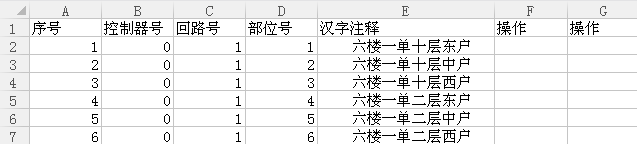 A B C D E F G
1 序号 控制器号 回路号 部位号 汉字注释 操作 操作
2 1 0 1 1 六楼一单十层东户
3 2 0 1 2 六楼一单十层中户
4 3 0 1 3 六楼一单十层西户
5 4 0 1 4 六楼一单二层东户
6 5 0 1 5 六楼一单二层中户
7 6 0 1 6 六楼一单二层西户